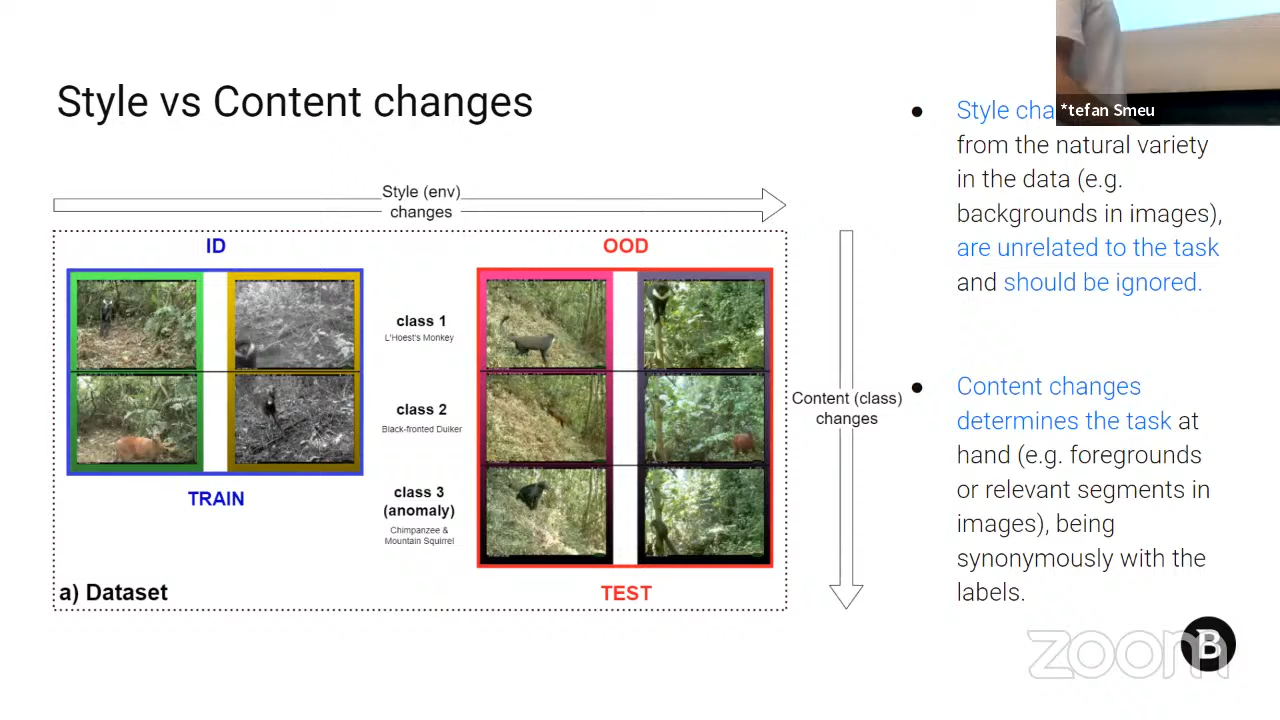 Style vs Content changes
Style (env)
changes
ID
OOD
class 1
L'Hoest's Monkey
class 2
Black-fronted Duiker
class 3
(anomaly)
Chimpanzee &
Mountain Squirrel
TRAIN
TEST
a) Dataset
Content (class)
changes
*tefan Smeu
Style
from the natural variety
in the data (e.g.
backgrounds in images),
are unrelated to the task
and should be ignored.
Content changes
determines the task at
hand (e.g. foregrounds
or relevant segments in
images), being
synonymously with the
labels.
zoom
B